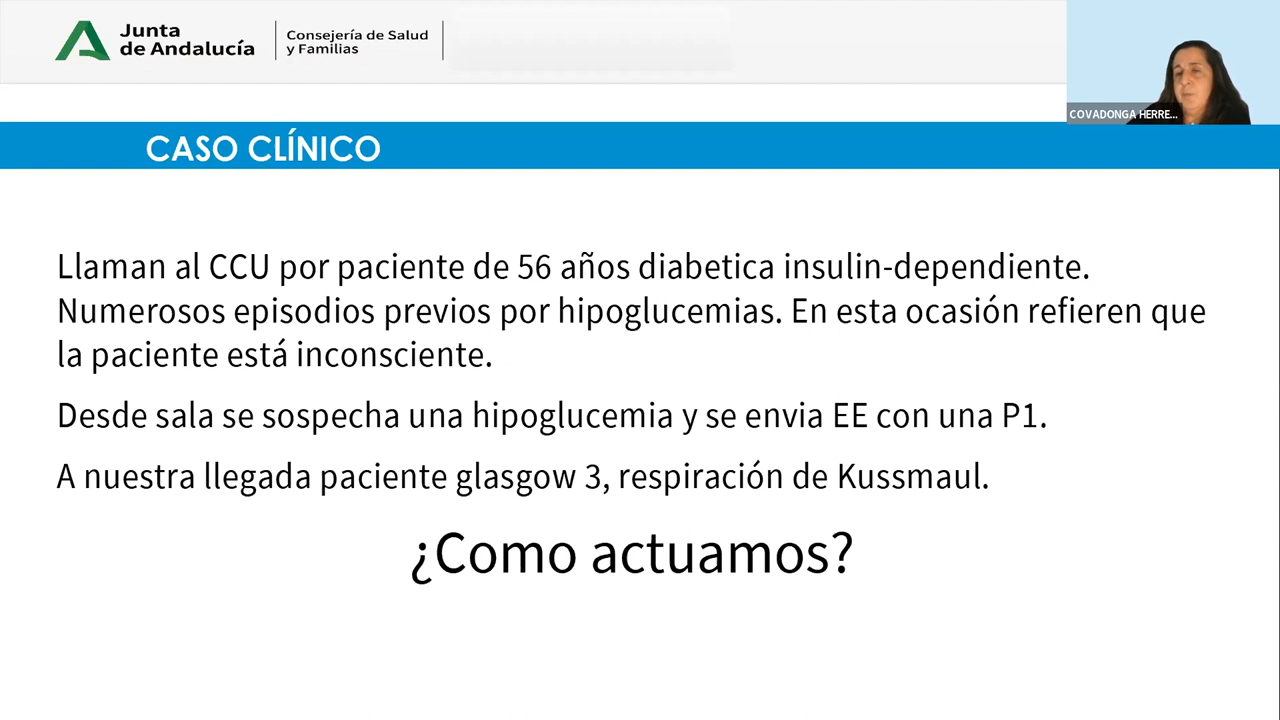 Junta
de Andalucía
Consejería de Salud
y Familias
COVADONGA HERRE...
CASO CLÍNICO
Llaman al CCU por paciente de 56 años diabetica insulin-dependiente.
Numerosos episodios previos por hipoglucemias. En esta ocasión refieren que
la paciente está inconsciente.
Desde sala se sospecha una hipoglucemia y se envia EE con una P1.
A nuestra llegada paciente glasgow 3, respiración de Kussmaul.
¿Como actuamos?